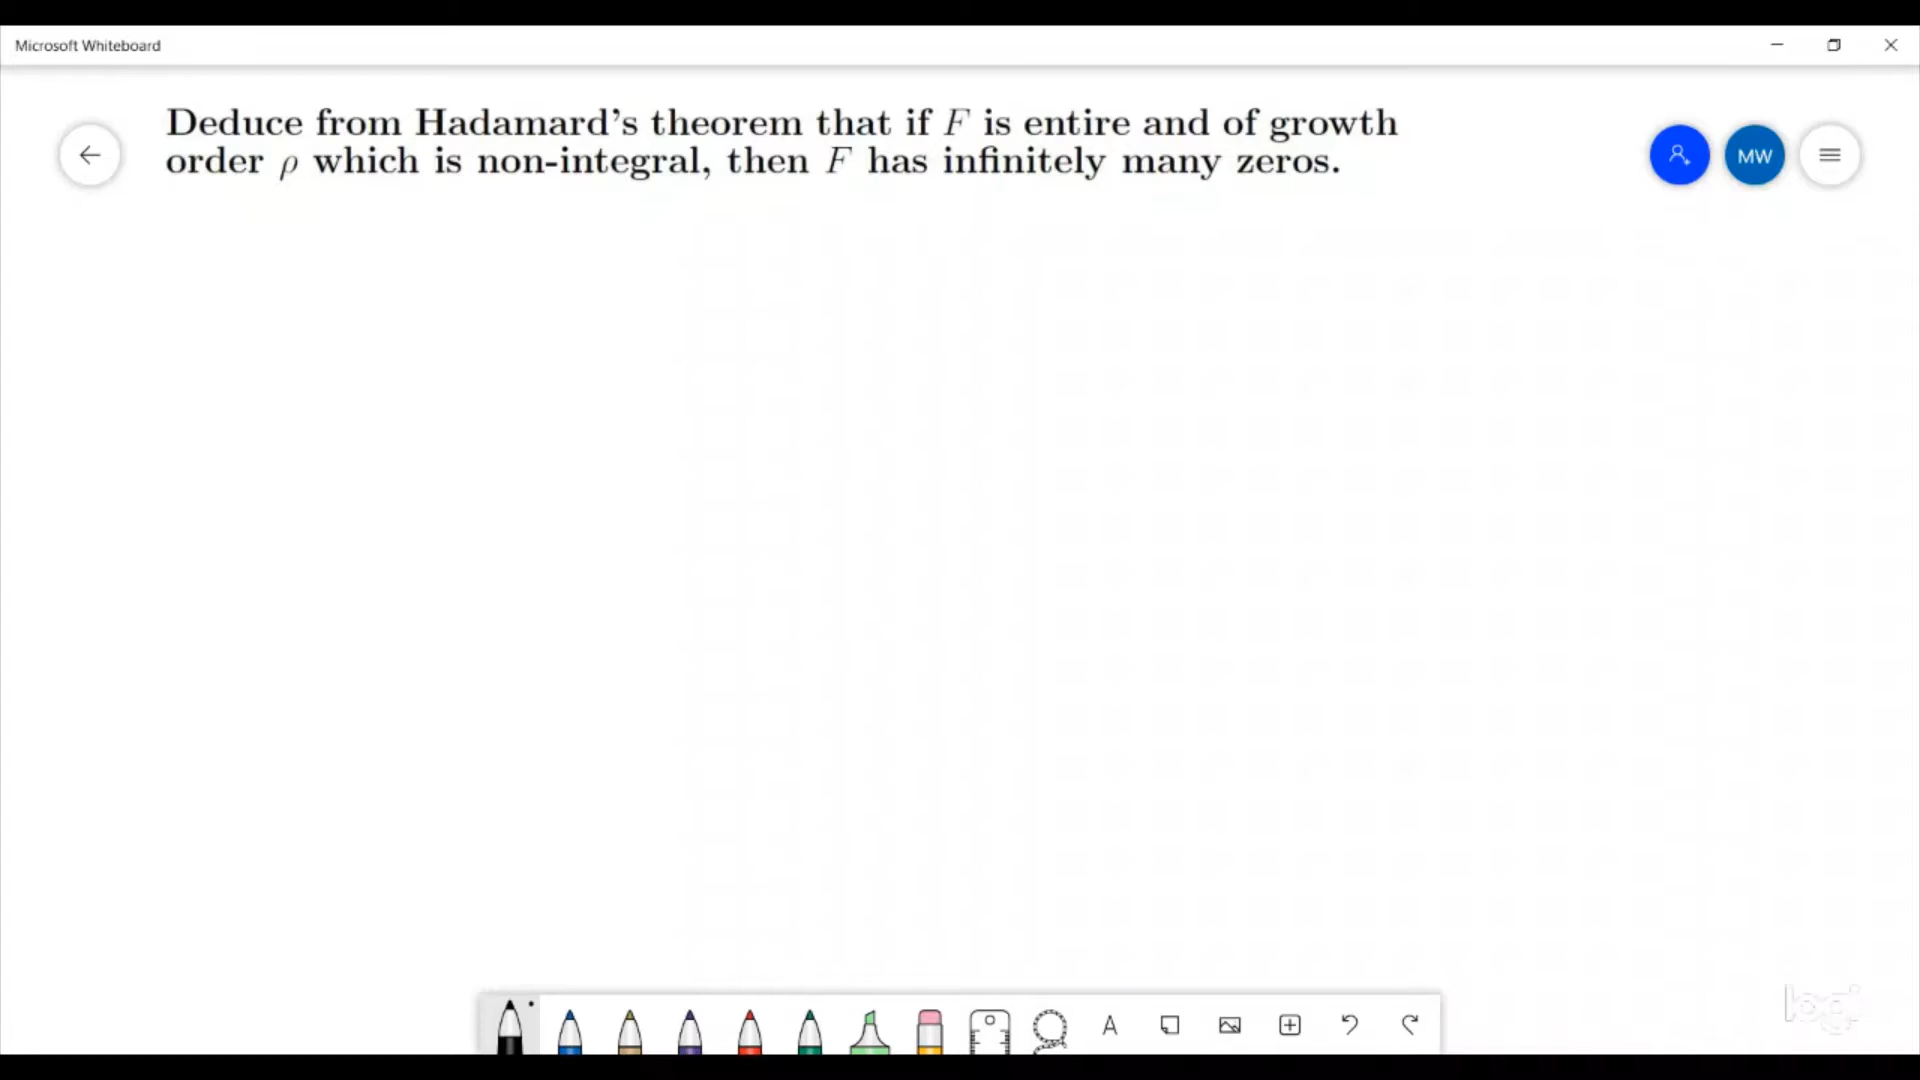 Microsoft Whiteboard
Deduce from Hadamard's theorem that if F is entire and of growth
order ρ which is non-integral, then F has infinitely many zeros.
MW
A
logi